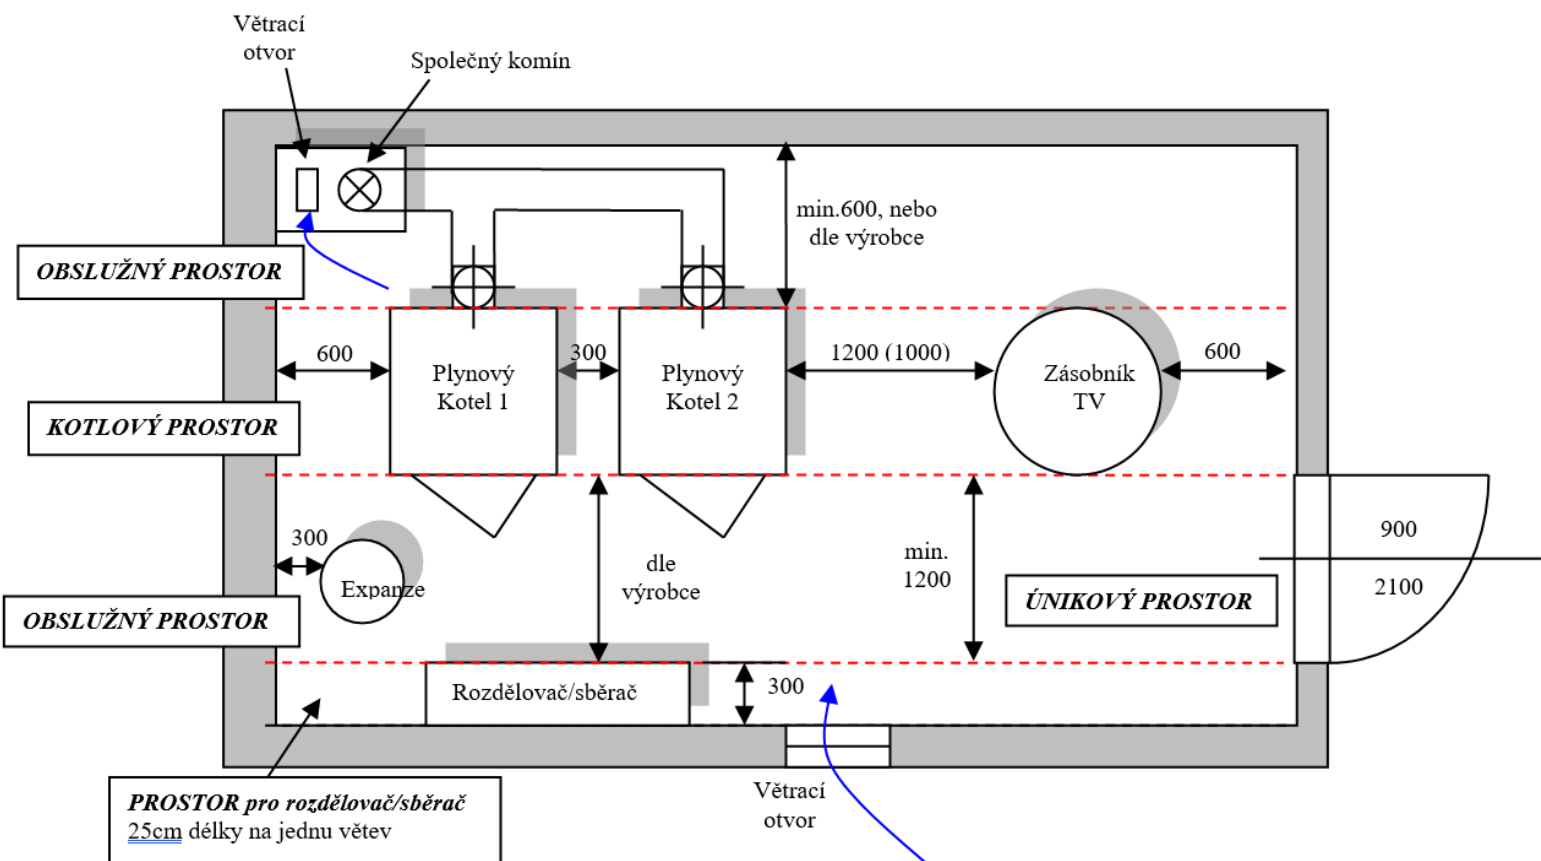 Větrací
otvor
Společný komín
min.600, nebo
dle výrobce
OBSLUŽNÝ PROSTOR
600
300
1200 (1000)
600
Plynový
Kotel 1
Plynový
Kotel 2
Zásobník
TV
KOTLOVÝ PROSTOR
300
Expanze
dle
výrobce
min.
1200
900
2100
ÚNIKOVÝ PROSTOR
OBSLUŽNÝ PROSTOR
Rozdělovač/sběrač
300
PROSTOR pro rozdělovač/sběrač
25cm délky na jednu větev
Větrací
otvor